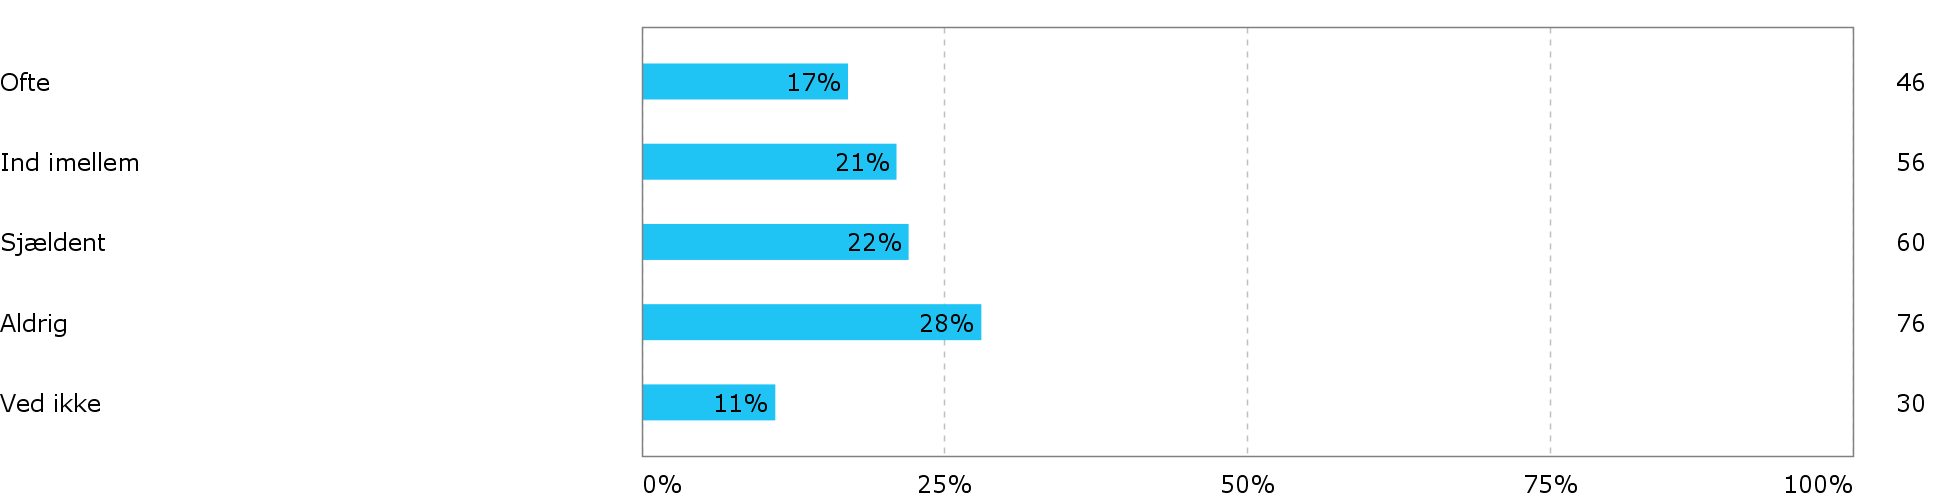 Ofte 17% 46
Ind imellem 21% 56
Sjældent 22% 60
Aldrig 28% 76
Ved ikke 11% 30
0% 25% 50% 75% 100%